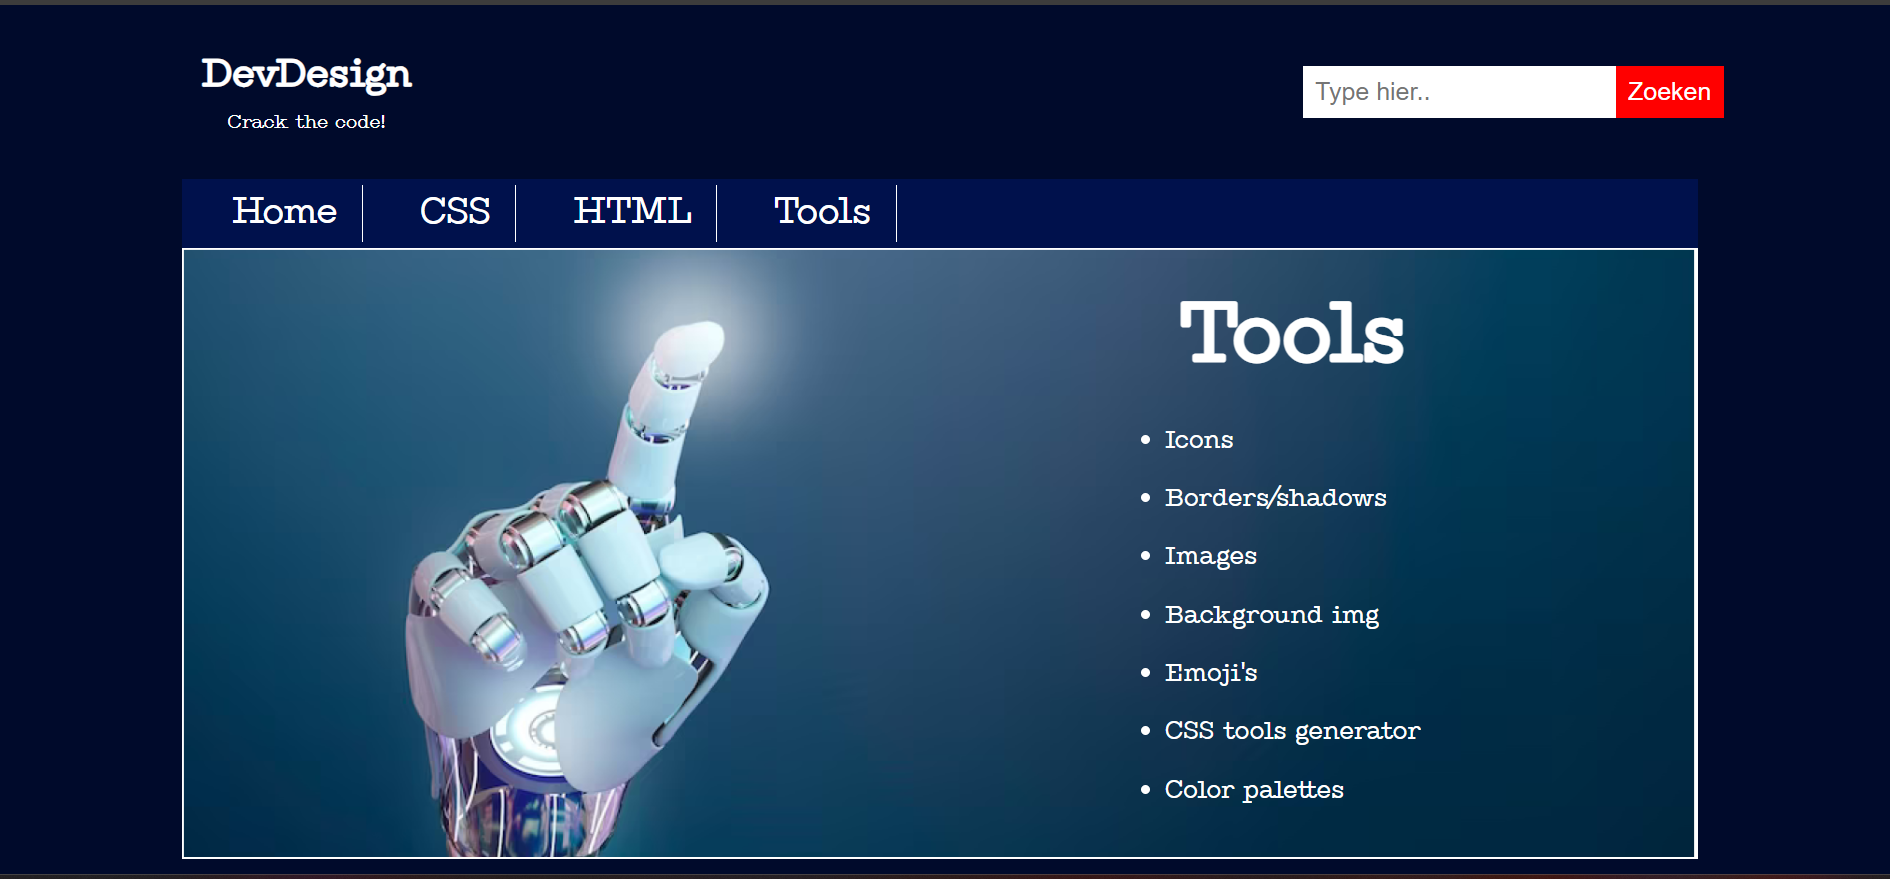 DevDesign
Crack the code!
Type hier..
Zoeken
Home
CSS
HTML
Tools
Tools
Icons
Borders/shadows
Images
Background img
Emoji's
CSS tools generator
Color palettes